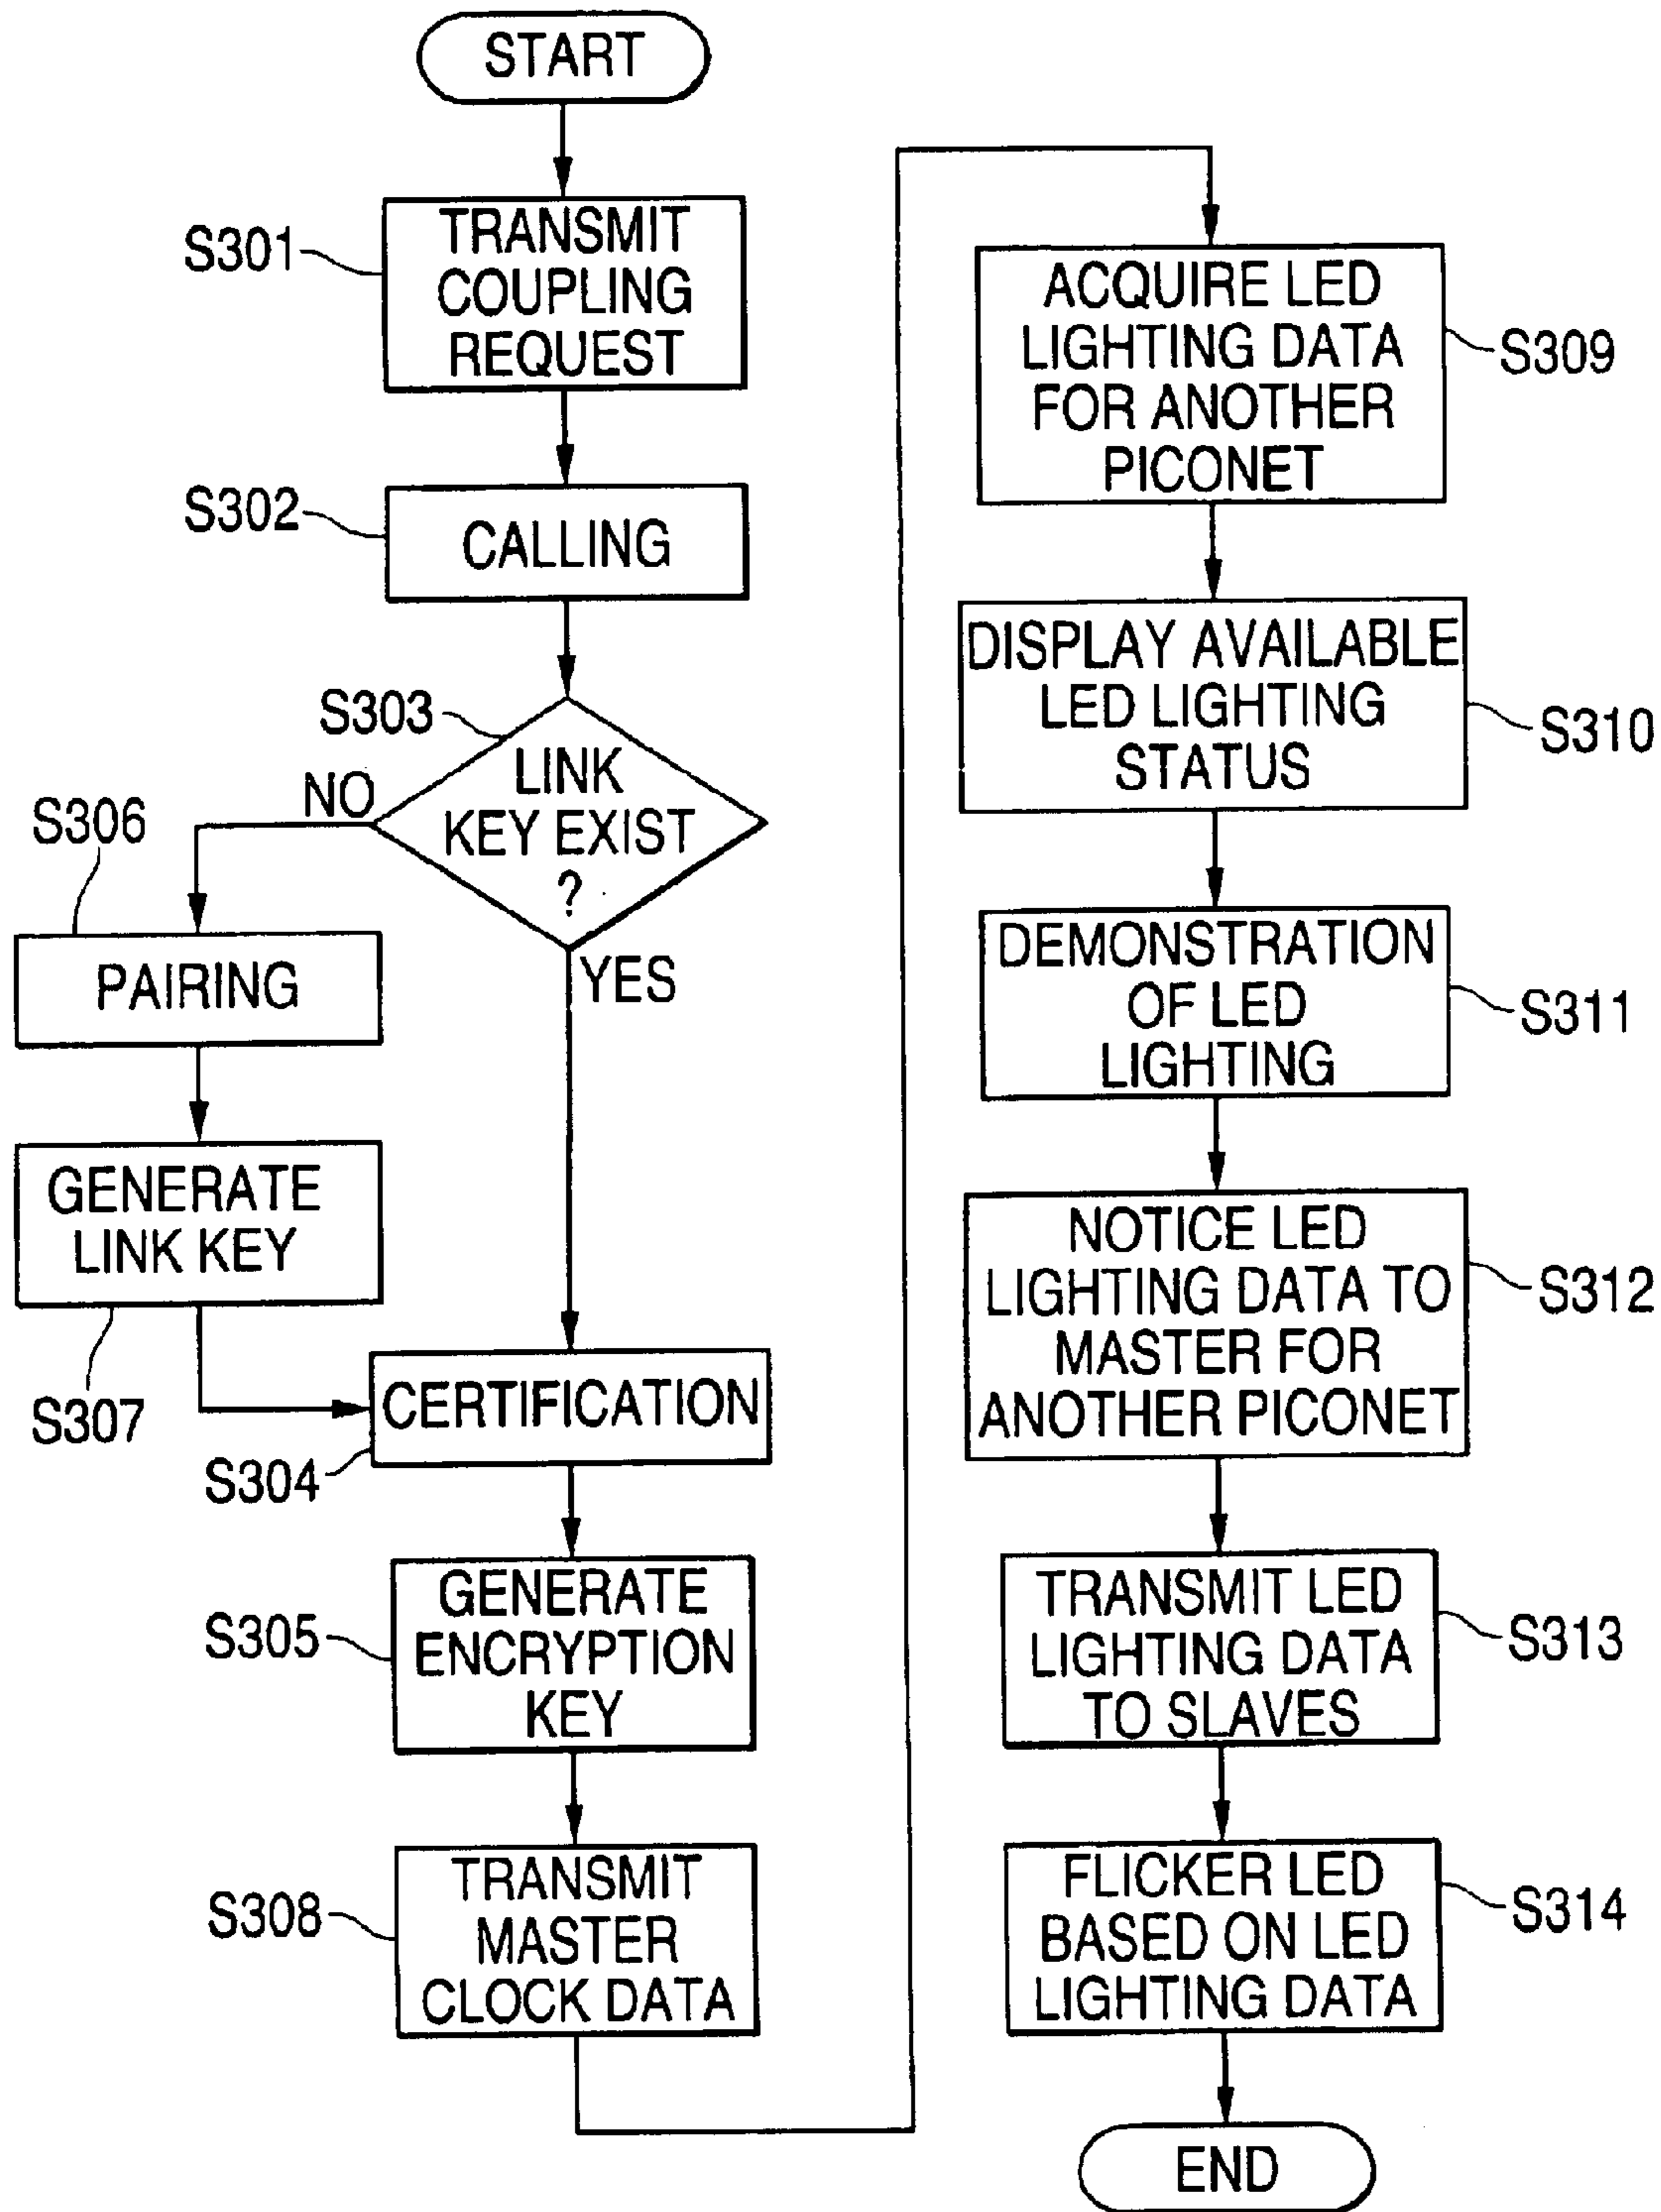 START
S301
TRANSMIT
COUPLING
REQUEST
S302
CALLING
S303
LINK
KEY EXIST
?
NO
YES
S306
PAIRING
GENERATE
LINK KEY
S307
CERTIFICATION
S304
S305
GENERATE
ENCRYPTION
KEY
S308
TRANSMIT
MASTER
CLOCK DATA
ACQUIRE LED
LIGHTING DATA
FOR ANOTHER
PICONET
S309
DISPLAY AVAILABLE
LED LIGHTING
STATUS
S310
DEMONSTRATION
OF LED
LIGHTING
S311
NOTICE LED
LIGHTING DATA TO
MASTER FOR
ANOTHER PICONET
S312
TRANSMIT LED
LIGHTING DATA
TO SLAVES
S313
FLICKER LED
BASED ON LED
LIGHTING DATA
S314
END